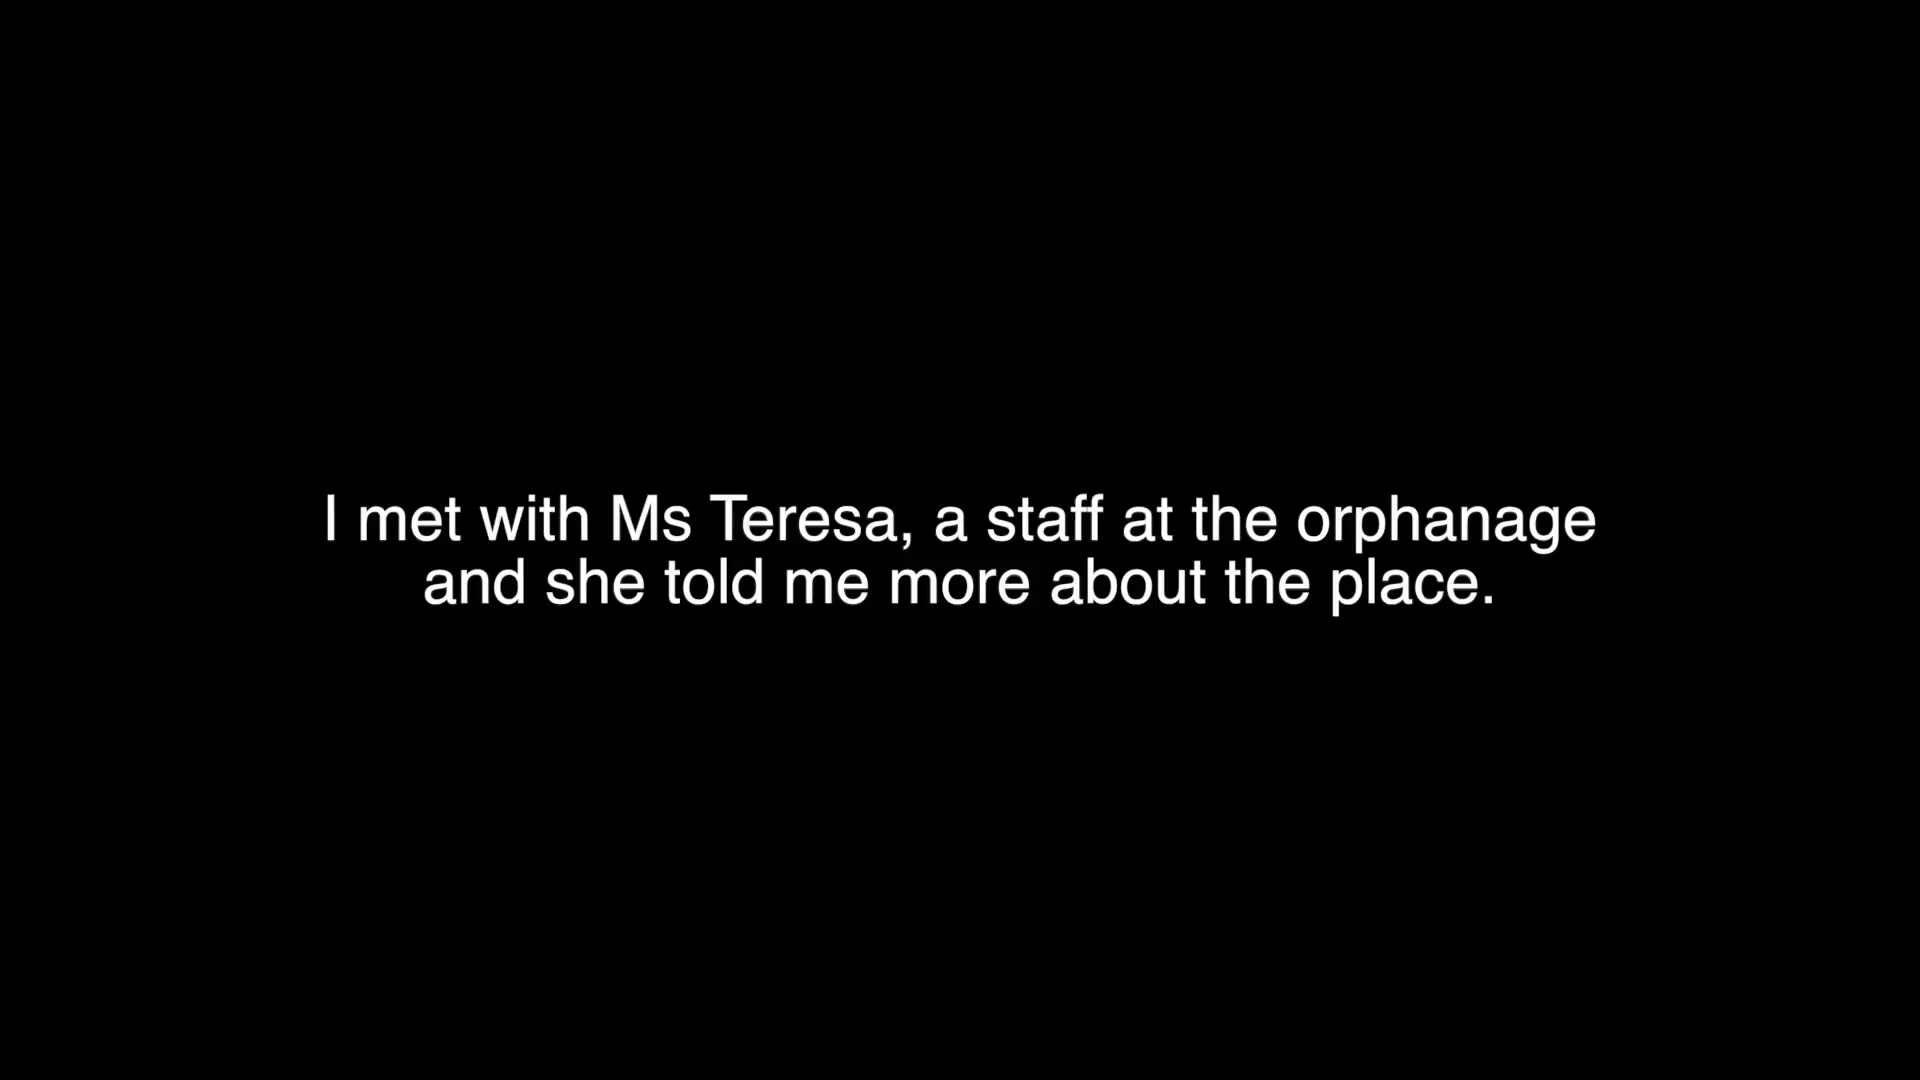 I met with Ms Teresa, a staff at the orphanage
and she told me more about the place.